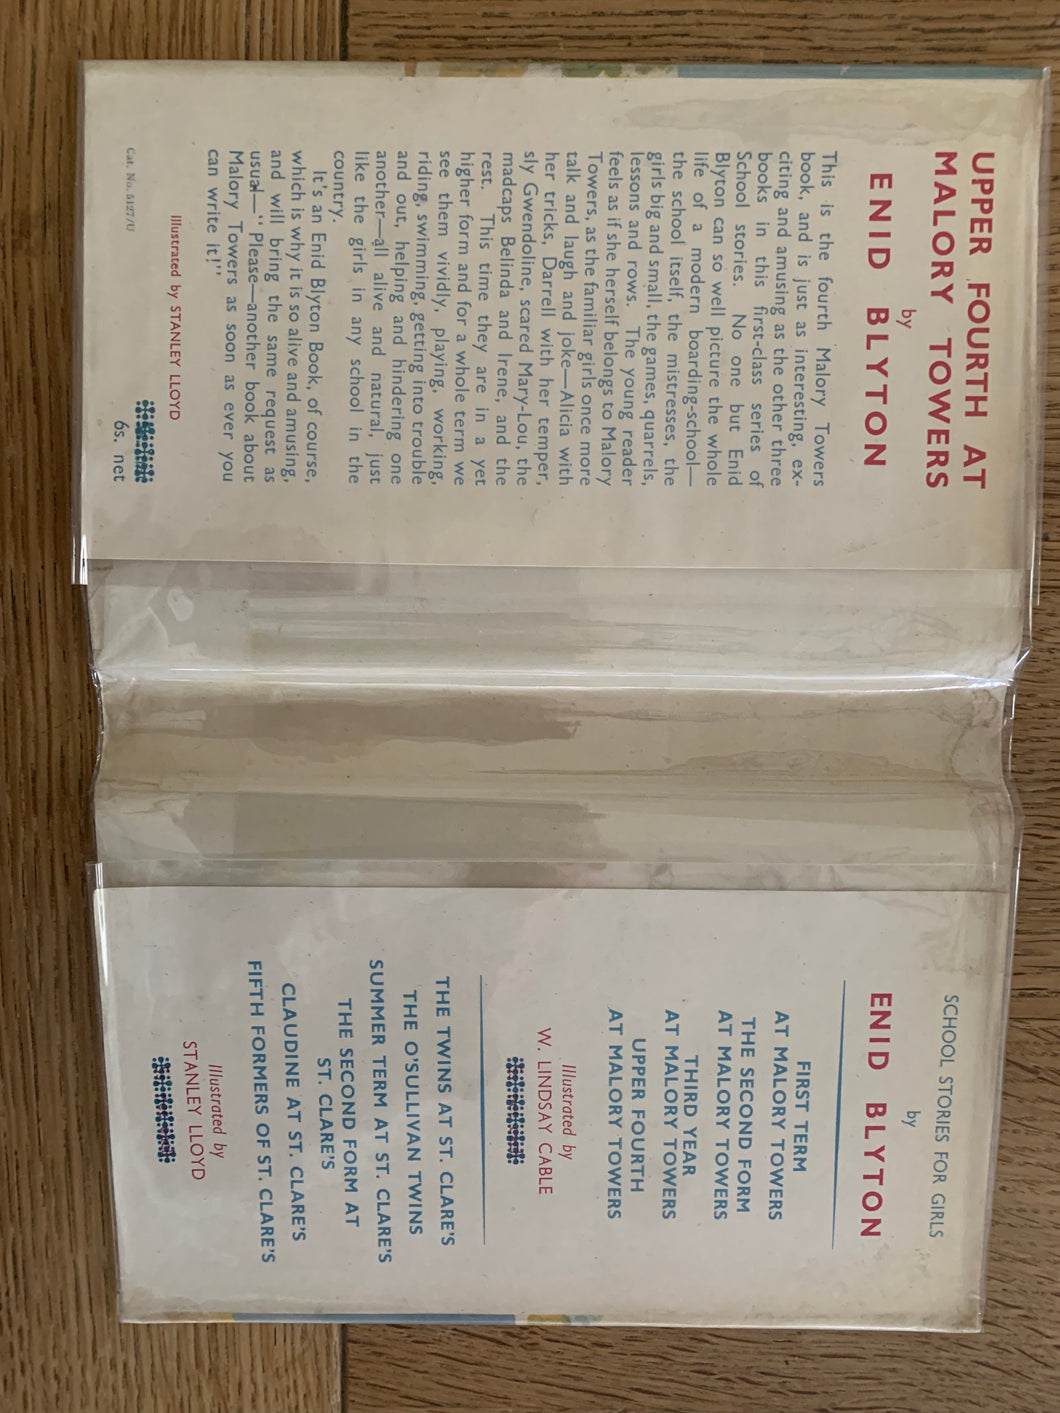 UPPER FOURTH AT
MALORY TOWERS
by
ENID BLYTON
This is the fourth Malory Towers
book, and is just as interesting, ex-
citing and amusing as the other three
books in this first-class series of
School stories. No one but Enid
Blyton can so well picture the whole
life of a modern boarding-school—
the school itself, the mistresses, the
girls big and small, the games, quarrels,
lessons and rows. The young reader
feels as if she herself belongs to Malory
Towers, as the familiar girls once more
talk and laugh and joke—Alicia with
her tricks, Darrell with her temper,
sly Gwendoline, scared Mary-Lou, the
madcaps Belinda and Irene, and the
rest. This time they are in a yet
higher form and for a whole term we
see them vividly, playing, working,
riding, swimming, getting into trouble
and out, helping and hindering one
another—all alive and natural, just
like the girls in any school in the
country.
It's an Enid Blyton Book, of course,
which is why it is so alive and amusing,
and will bring the same request as
usual—"Please—another book about
Malory Towers as soon as ever you
can write it!"
Illustrated by STANLEY LLOYD
6s. net
Cat. No. 5127/U
SCHOOL STORIES FOR GIRLS
by
ENID BLYTON
FIRST TERM
AT MALORY TOWERS
THE SECOND FORM
AT MALORY TOWERS
THIRD YEAR
AT MALORY TOWERS
UPPER FOURTH
AT MALORY TOWERS
Illustrated by
W. LINDSAY CABLE
THE TWINS AT ST. CLARE'S
THE O'SULLIVAN TWINS
SUMMER TERM AT ST. CLARE'S
THE SECOND FORM AT
ST. CLARE'S
CLAUDINE AT ST. CLARE'S
FIFTH FORMERS OF ST. CLARE'S
Illustrated by
STANLEY LLOYD